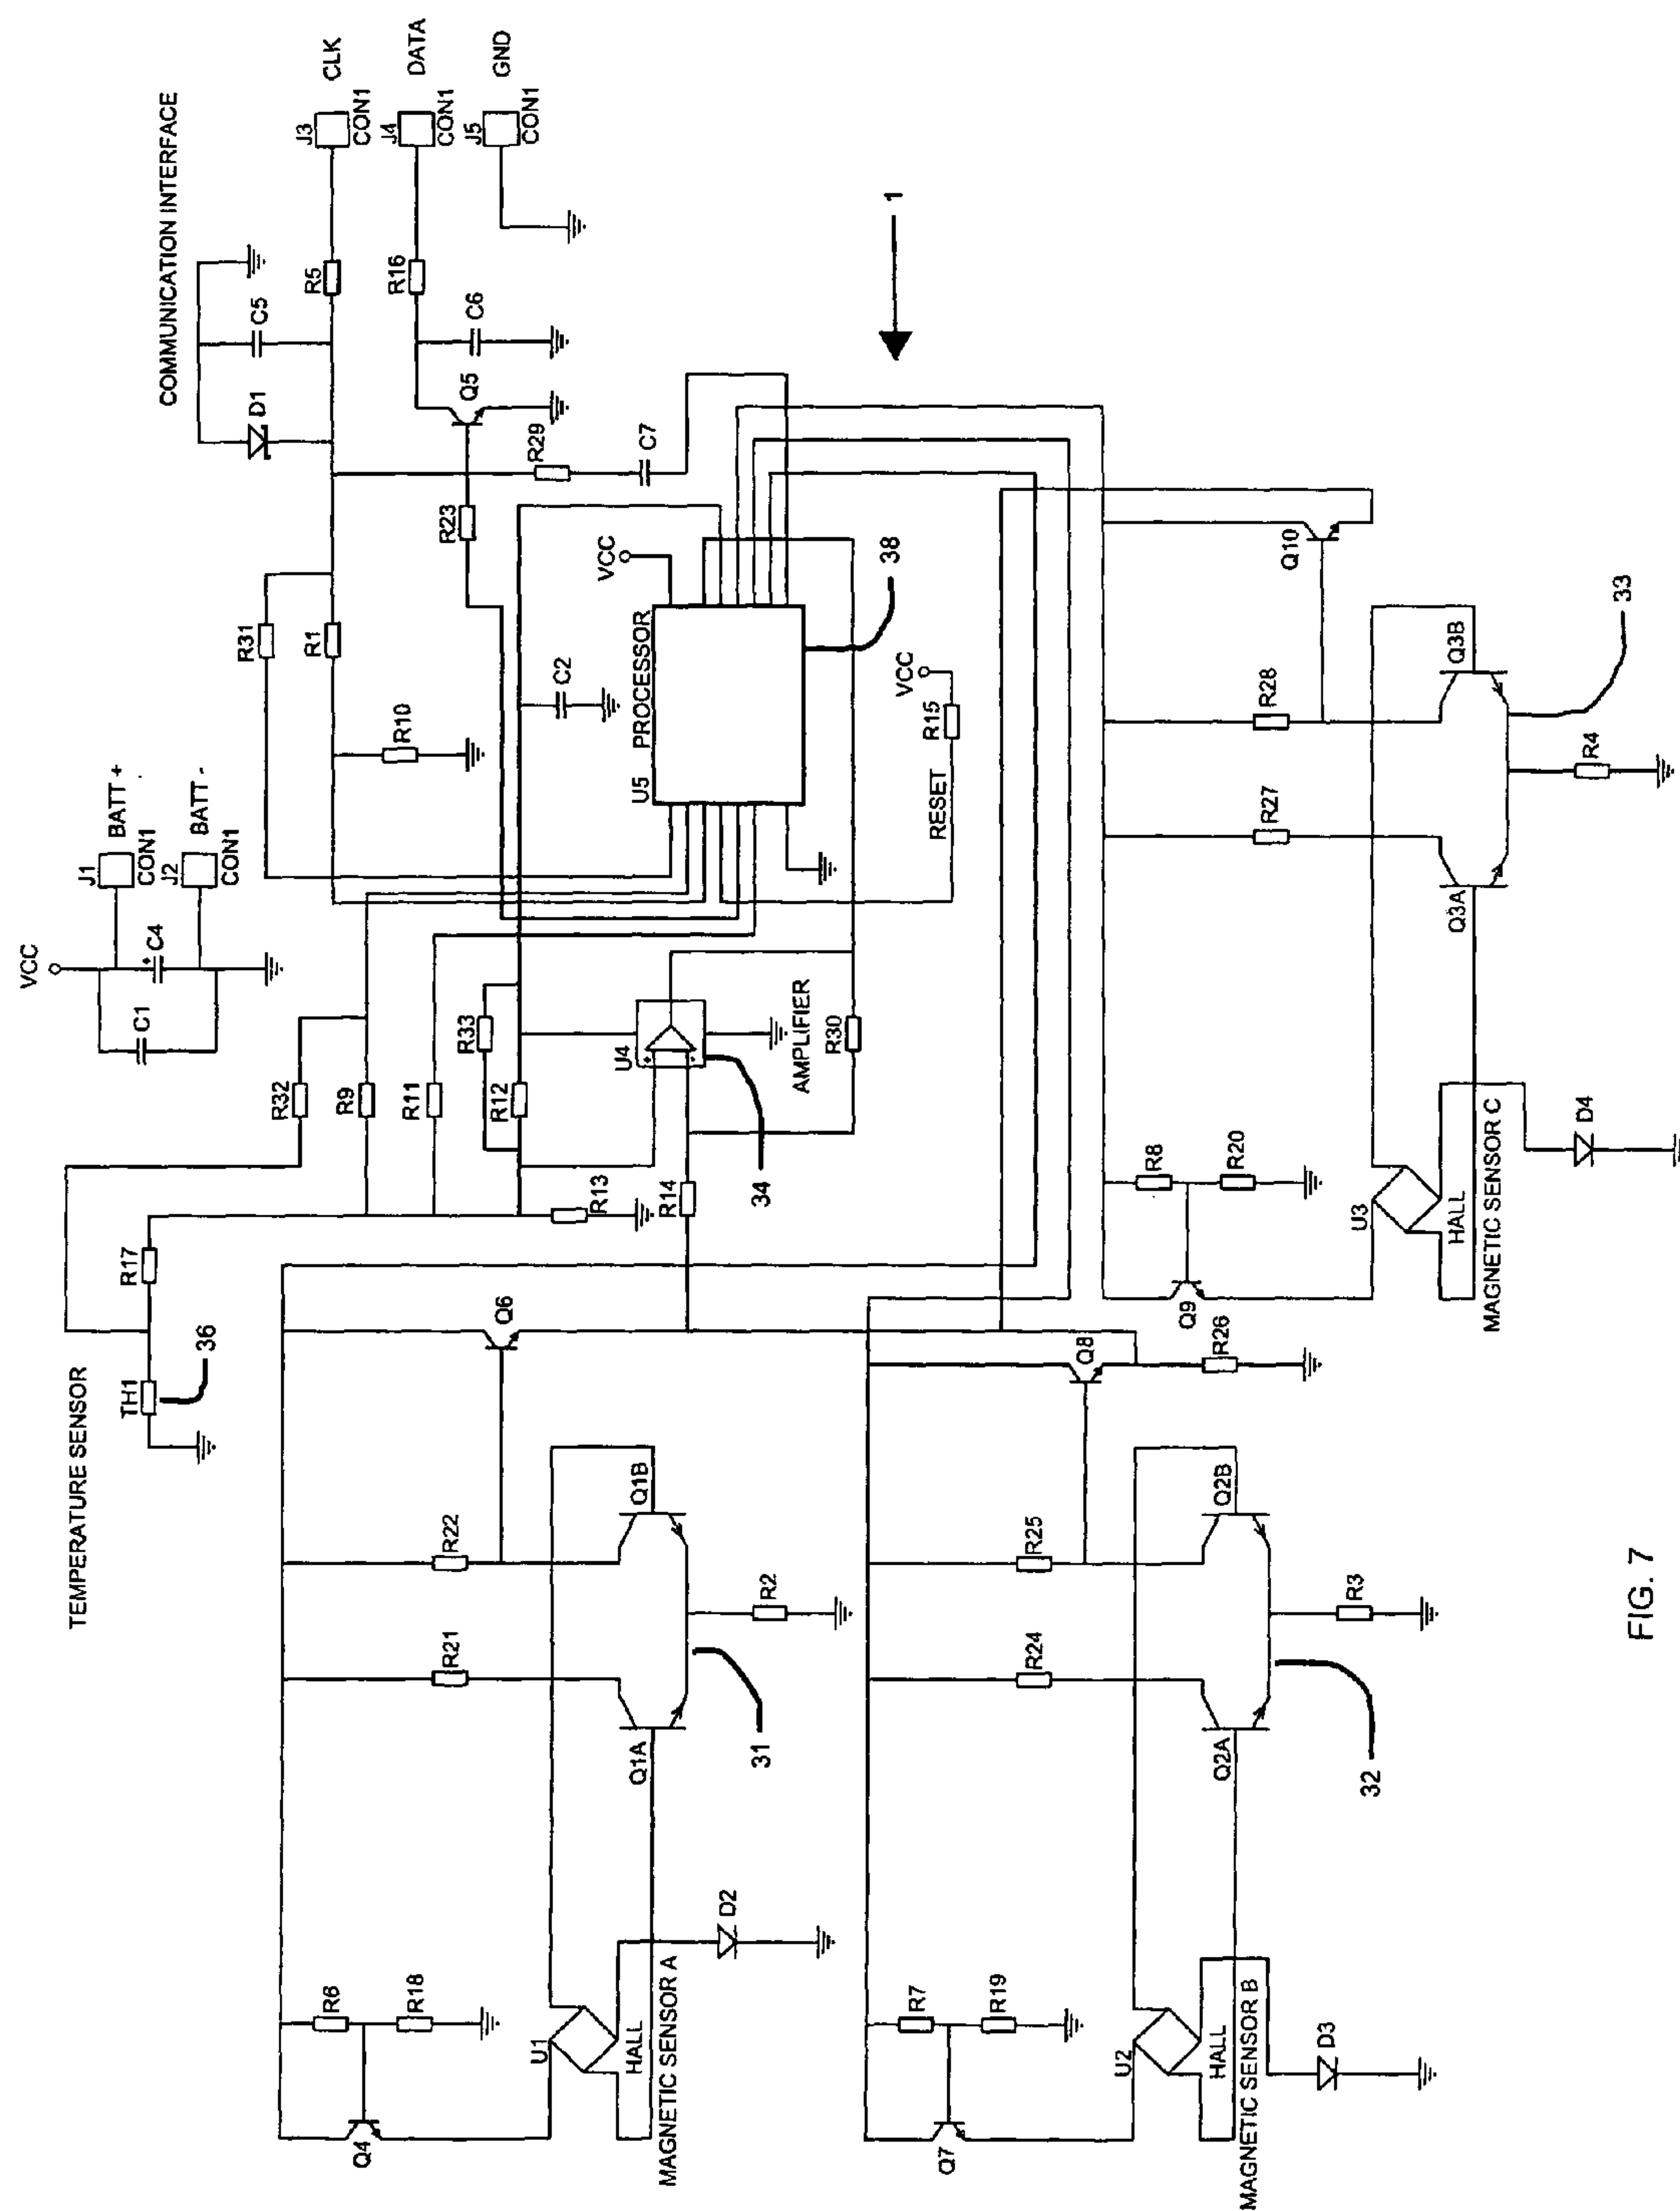 COMMUNICATION INTERFACE
J3
CON1
CLK
J4
CON1
DATA
J5
CON1
GND
R5
C5
D1
R16
C6
Q5
R29
C7
R23
R31
R1
R10
VCC
C2
U5
PROCESSOR
38
1
VCC
R15
RESET
VCC
J1
CON1
BATT +
J2
CON1
BATT -
C4
+
C1
TEMPERATURE SENSOR
TH1
36
R17
R32
R9
R11
R33
R12
R13
R14
U4
+
-
34
AMPLIFIER
R30
Q6
R22
R21
Q1B
Q1A
R2
31
R6
R18
Q4
U1
HALL
MAGNETIC SENSOR A
D2
Q8
R26
R25
R24
Q2B
Q2A
R3
32
R7
R19
Q7
U2
HALL
MAGNETIC SENSOR B
D3
Q10
R28
R27
Q3B
Q3A
R4
33
R8
R20
Q9
U3
HALL
MAGNETIC SENSOR C
D4
FIG. 7